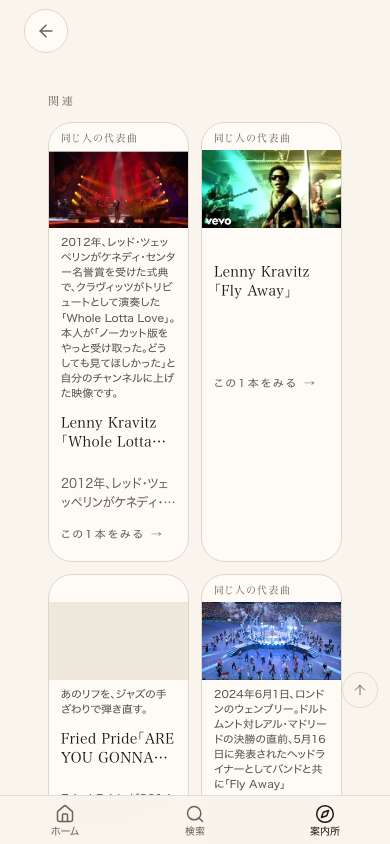 関連
同じ人の代表曲
2012年、レッド・ツェッ
ペリンがケネディ・センタ
ー名誉賞を受けた式典
で、クラヴィッツがトリビ
ュートとして演奏した
「Whole Lotta Love」。
本人が「ノーカット版を
やっと受け取った。どう
しても見てほしかった」と
自分のチャンネルに上げ
た映像です。
Lenny Kravitz
「Whole Lotta…
2012年、レッド・ツェ
ッペリンがケネディ・…
この1本をみる →
同じ人の代表曲
vevo
Lenny Kravitz
「Fly Away」
この1本をみる →
あのリフを、ジャズの手
ざわりで弾き直す。
Fried Pride「ARE
YOU GONNA…
同じ人の代表曲
2024年6月1日、ロンド
ンのウェンブリー。ドルト
ムント対レアル・マドリー
ドの決勝の直前、5月16
日に発表されたヘッドラ
イナーとしてバンドと共
に「Fly Away」
ホーム
検索
案内所